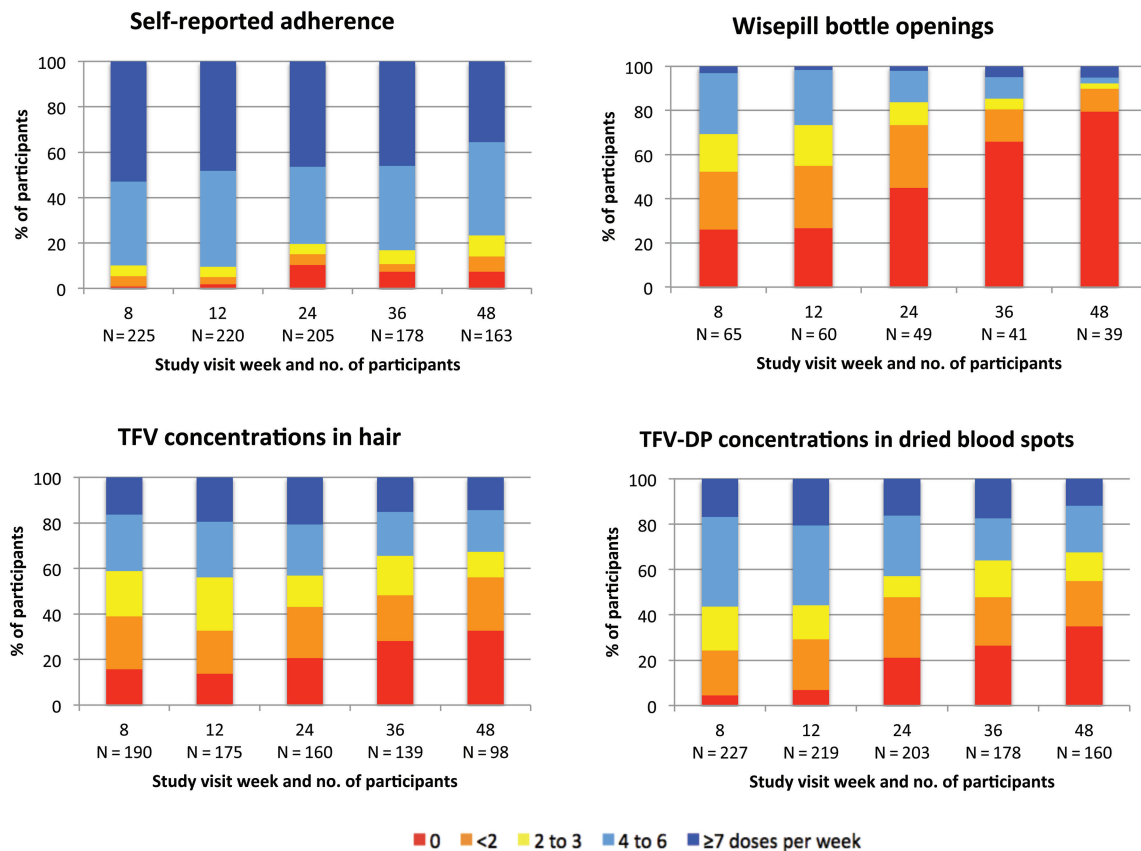 Self-reported adherence
% of participants
100
80
60
40
20
0
8 12 24 36 48
N = 225 N = 220 N = 205 N = 178 N = 163
Study visit week and no. of participants
Wisepill bottle openings
% of participants
100
80
60
40
20
0
8 12 24 36 48
N = 65 N = 60 N = 49 N = 41 N = 39
Study visit week and no. of participants
TFV concentrations in hair
% of participants
100
80
60
40
20
0
8 12 24 36 48
N = 190 N = 175 N = 160 N = 139 N = 98
Study visit week and no. of participants
TFV-DP concentrations in dried blood spots
% of participants
100
80
60
40
20
0
8 12 24 36 48
N = 227 N = 219 N = 203 N = 178 N = 160
Study visit week and no. of participants
0 <2 2 to 3 4 to 6 ≥7 doses per week